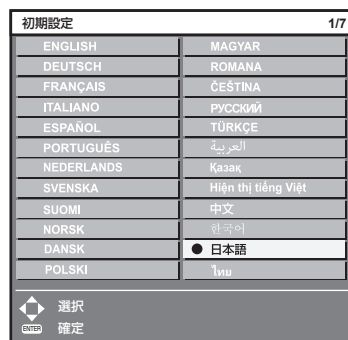 初期設定 1/7
ENGLISH
DEUTSCH
FRANÇAIS
ITALIANO
ESPAÑOL
PORTUGUÊS
NEDERLANDS
SVENSKA
SUOMI
NORSK
DANSK
POLSKI
MAGYAR
ROMANA
ČEŠTINA
РУССКИЙ
TÜRKÇE
العربية
Қазақ
Hiện thị tiếng Việt
中文
한국어
日本語
ไทย
選択
ENTER 確定